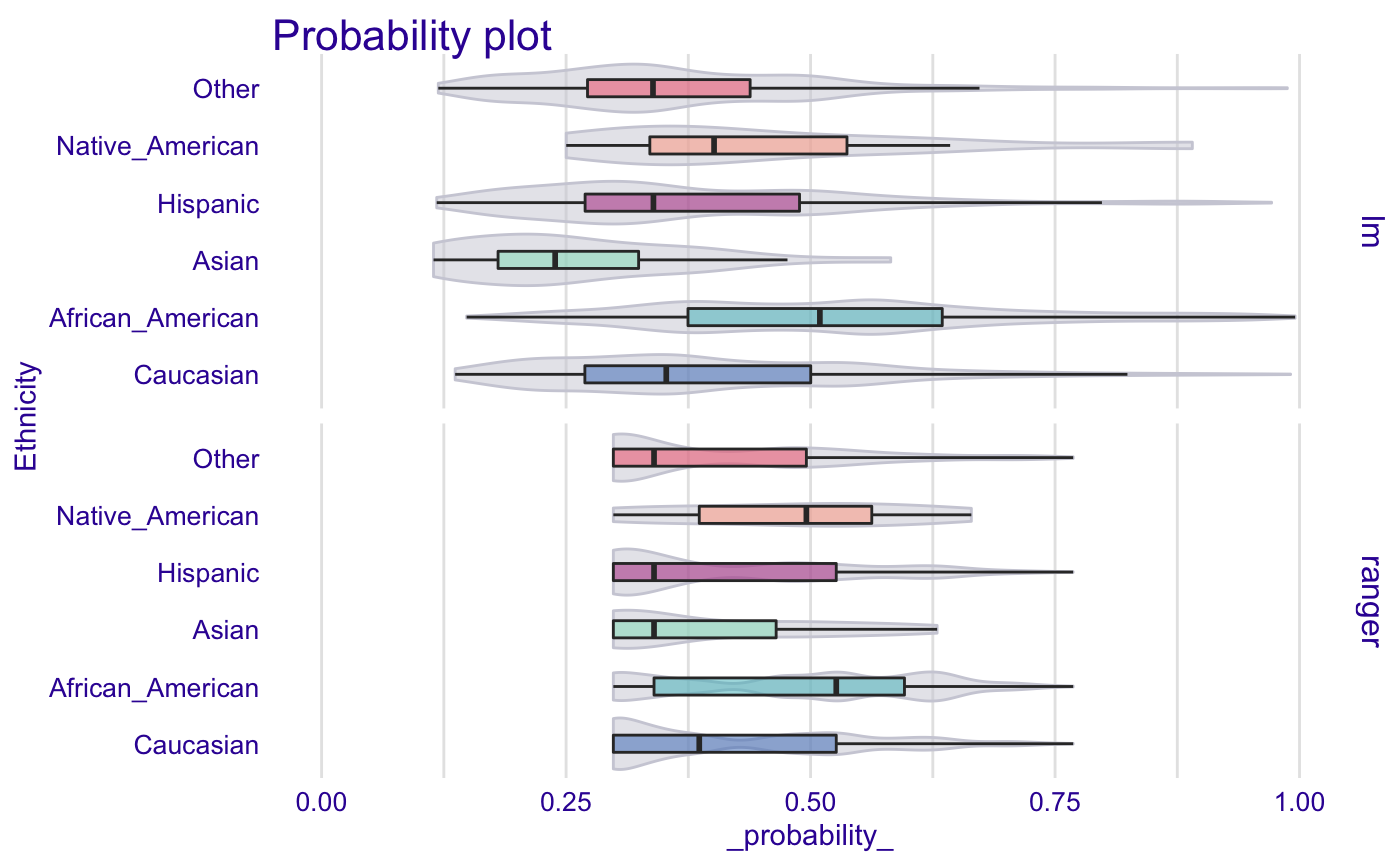 Probability plot
Other
Native_American
Hispanic
Asian
African_American
Caucasian
lm
Ethnicity
Other
Native_American
Hispanic
Asian
African_American
Caucasian
ranger
0.00 0.25 0.50 0.75 1.00
_probability_